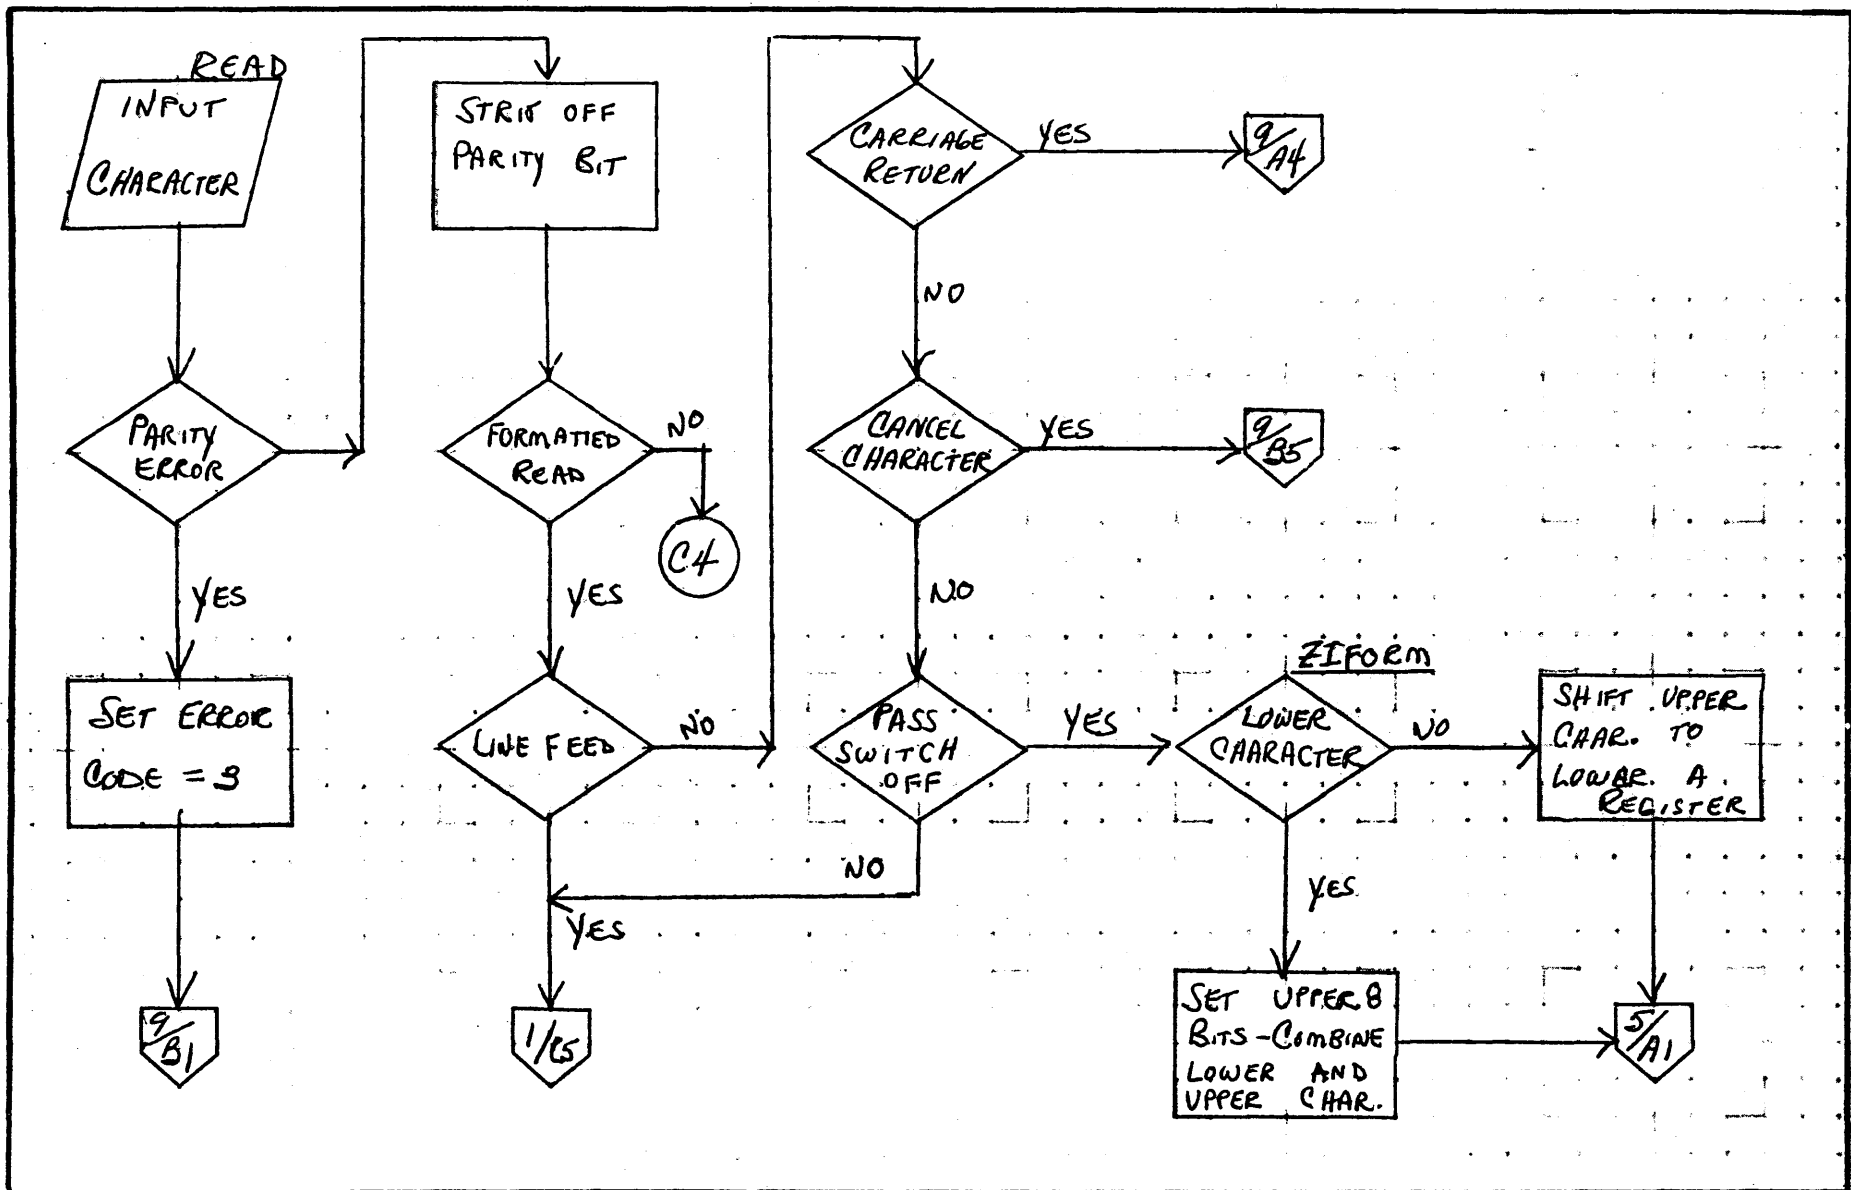 READ
INPUT
CHARACTER
PARITY
ERROR
YES
SET ERROR
CODE = 3
9/B1
STRIP OFF
PARITY BIT
FORMATTED
READ
NO
C4
YES
LINE FEED
NO
YES
CARRIAGE
RETURN
YES
9/A4
NO
CANCEL
CHARACTER
YES
9/B5
NO
PASS
SWITCH
OFF
YES
NO
ZIFORM
LOWER
CHARACTER
NO
YES
SHIFT UPPER
CHAR. TO
LOWER. A
REGISTER
SET UPPER 8
BITS - COMBINE
LOWER AND
UPPER CHAR.
5/A1